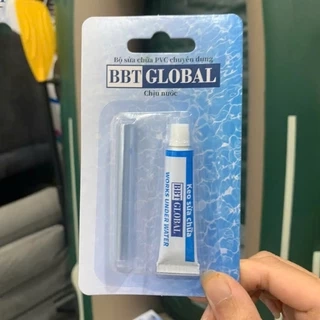 Bộ sửa chữa PVC chuyên dụng
BBT GLOBAL
Chịu nước
Keo sửa chữa
BBT GLOBAL
WORKS UNDER WATER